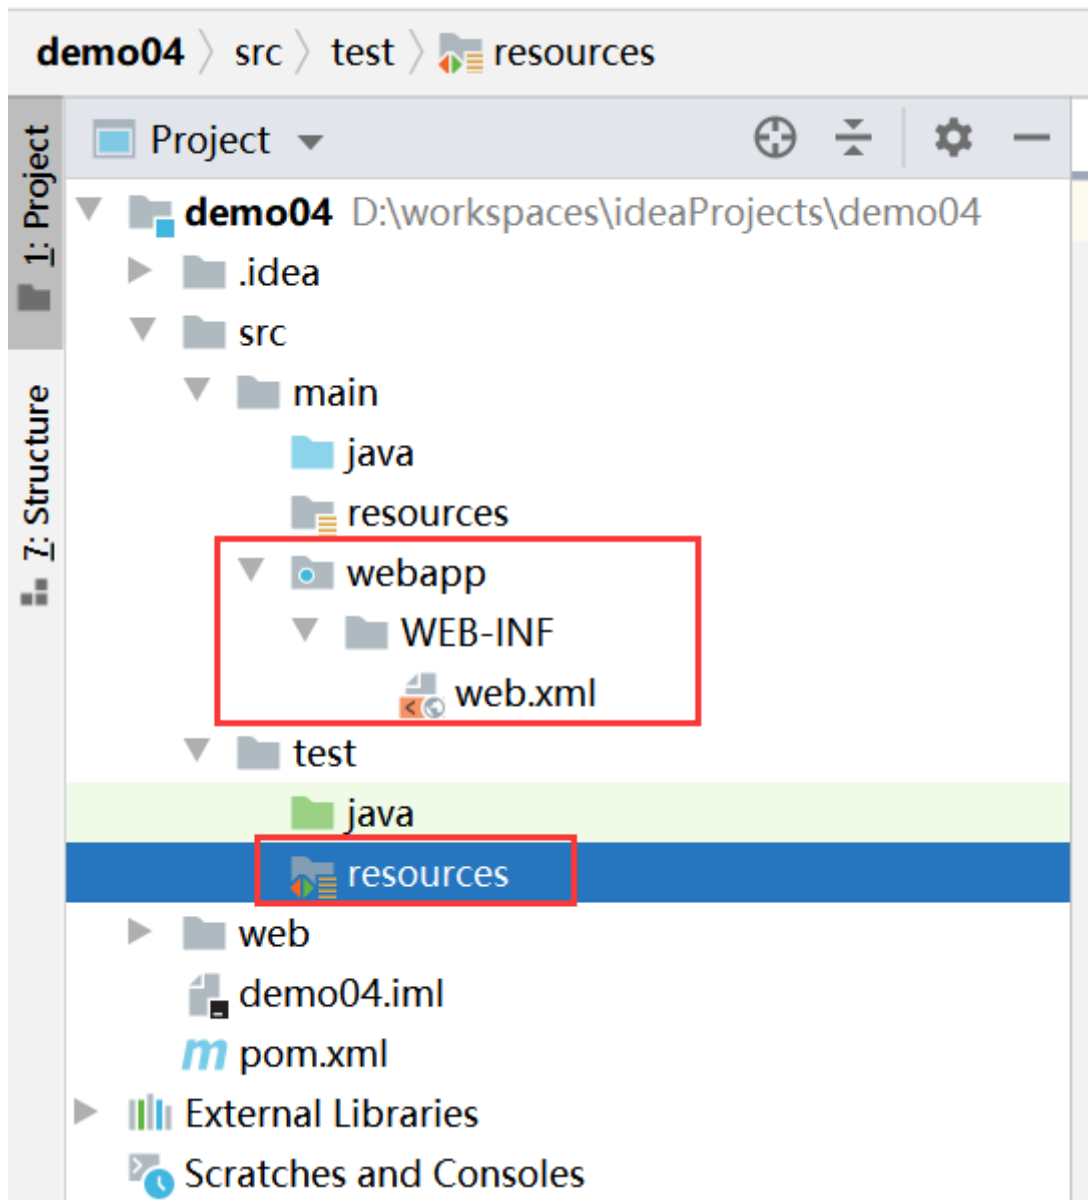 demo04 src test resources
Project
1: Project
7: Structure
demo04 D:\workspaces\ideaProjects\demo04
.idea
src
main
java
resources
webapp
WEB-INF
web.xml
test
java
resources
web
demo04.iml
pom.xml
External Libraries
Scratches and Consoles